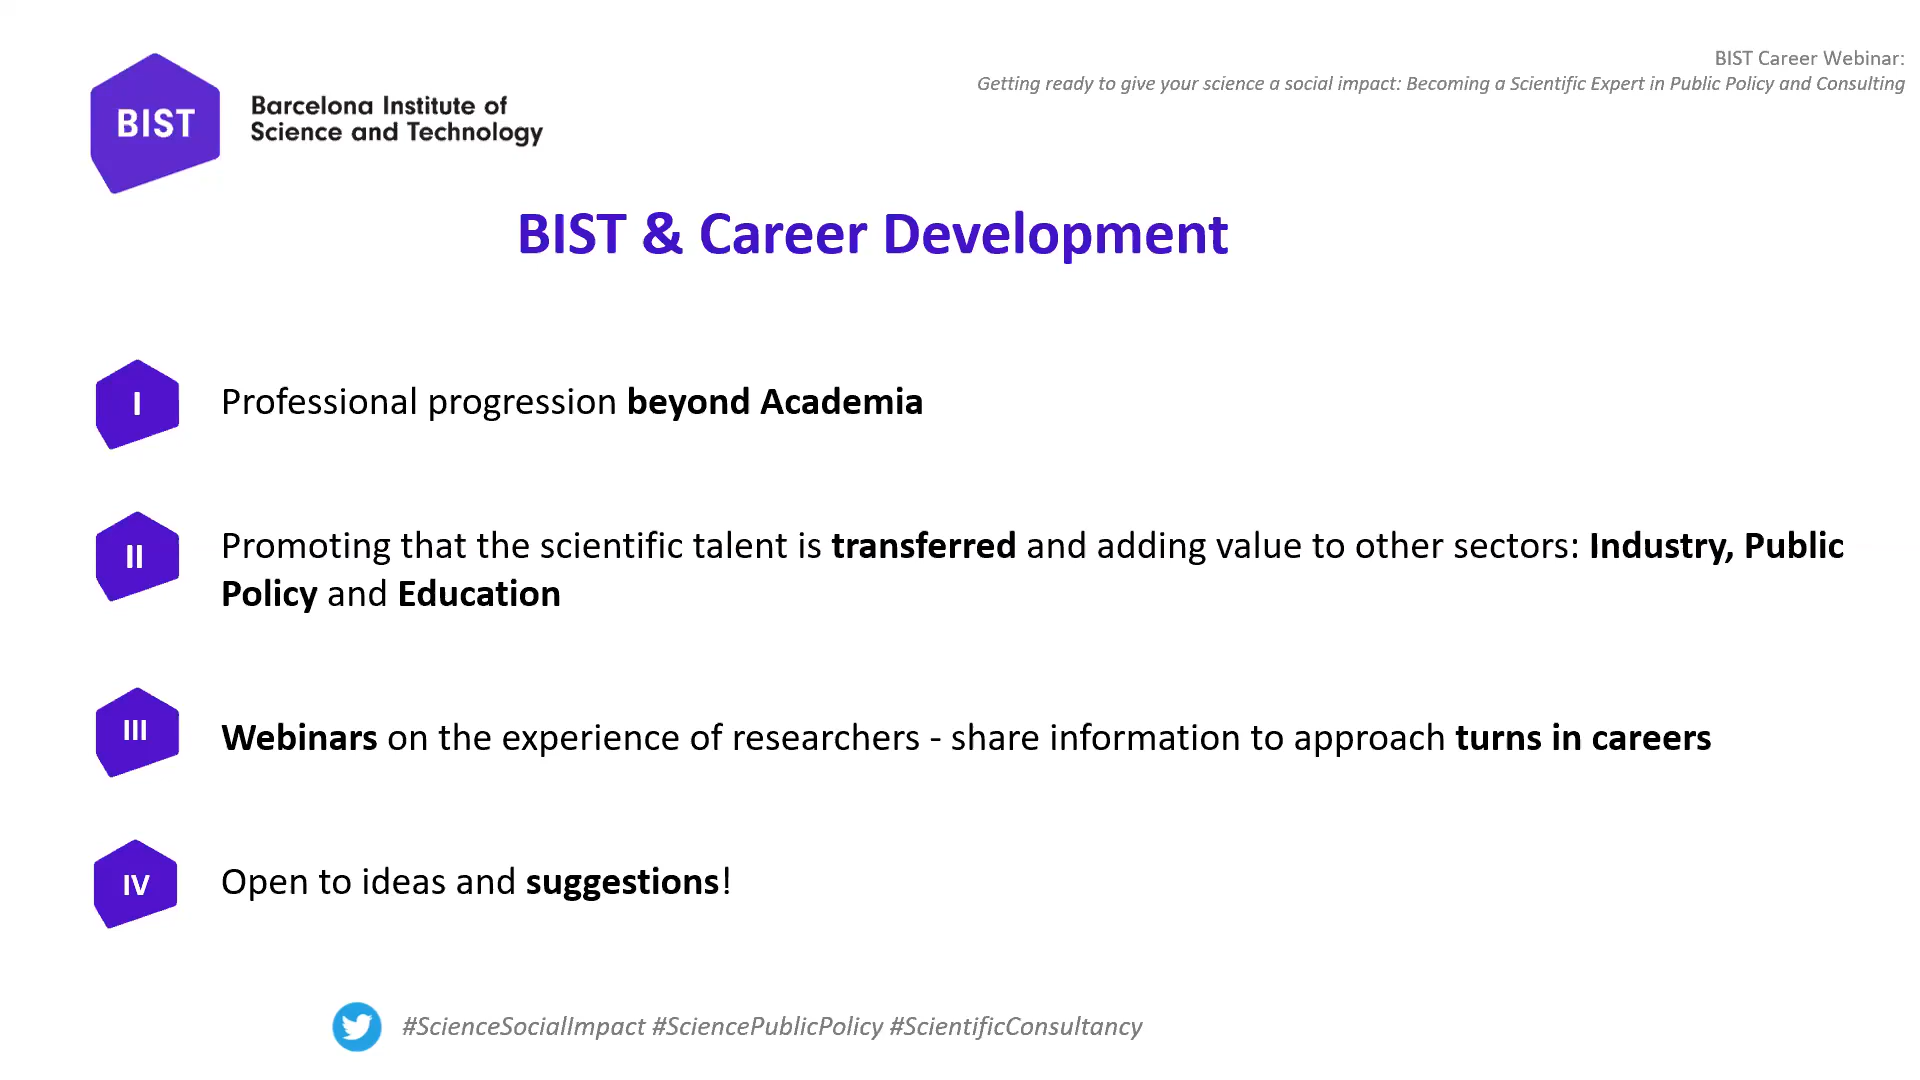 BIST
Barcelona Institute of
Science and Technology
BIST Career Webinar:
Getting ready to give your science a social impact: Becoming a Scientific Expert in Public Policy and Consulting
BIST & Career Development
I
Professional progression beyond Academia
II
Promoting that the scientific talent is transferred and adding value to other sectors: Industry, Public
Policy and Education
III
Webinars on the experience of researchers - share information to approach turns in careers
IV
Open to ideas and suggestions!
#ScienceSocialImpact #SciencePublicPolicy #ScientificConsultancy